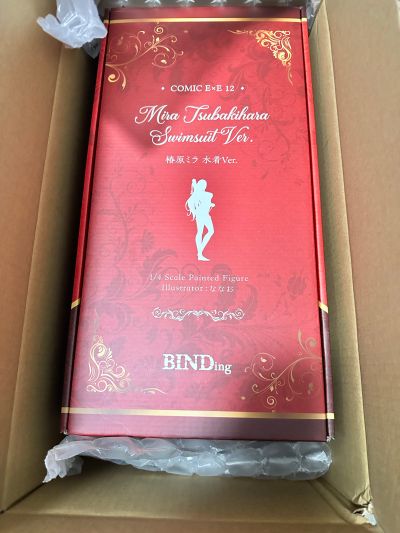 COMIC E×E 12
Mira Tsubakihara
Swimsuit Ver.
椿原ミラ 水着Ver.
1/4 Scale Painted Figure
Illustrator : ななお
BINDing